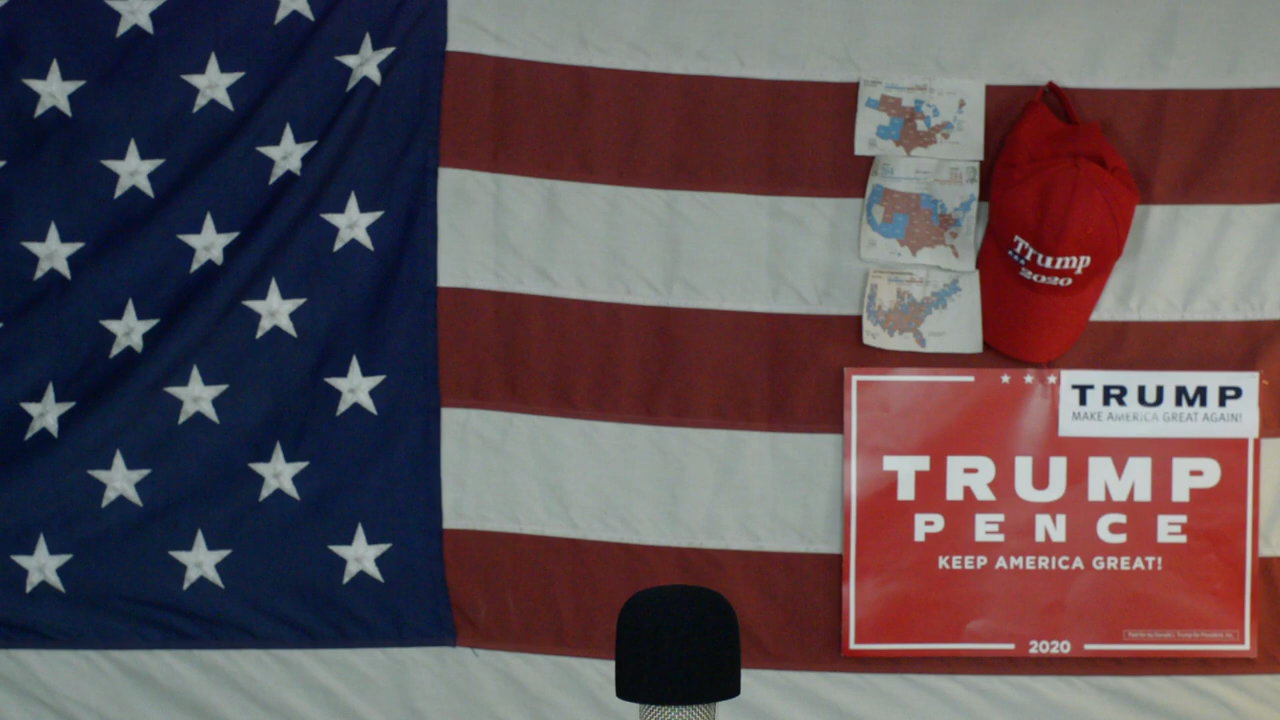 Trump
2020
TRUMP
MAKE AMERICA GREAT AGAIN!
TRUMP
PENCE
KEEP AMERICA GREAT!
2020